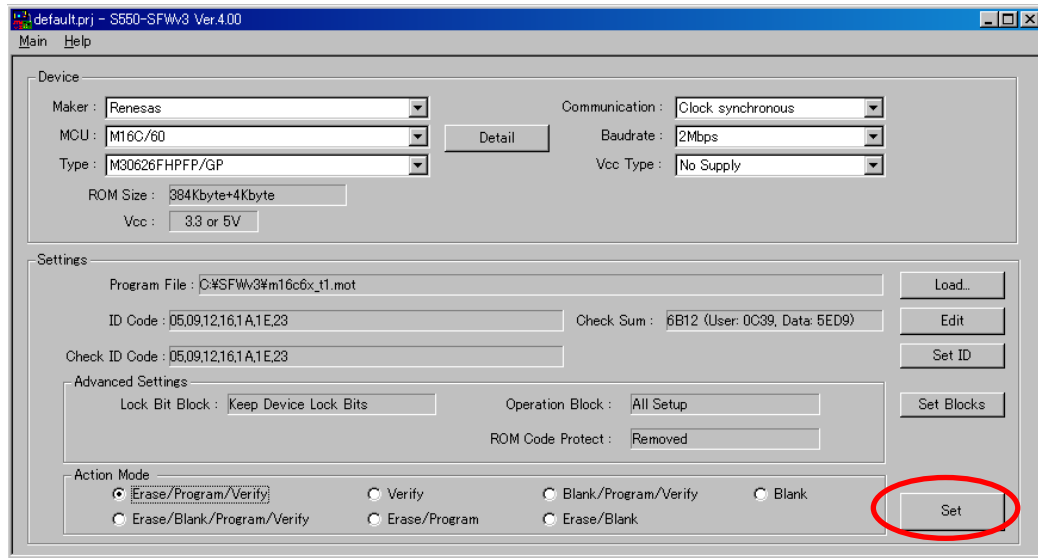 default.prj - S550-SFWv3 Ver.4.00
Main Help
Device
Maker : Renesas Communication : Clock synchronous
MCU : M16C/60 Detail Baudrate : 2Mbps
Type : M30626FHPFP/GP Vcc Type : No Supply
ROM Size : 384Kbyte+4Kbyte
Vcc : 3.3 or 5V
Settings
Program File : C:¥SFWv3¥m16c6x_t1.mot Load...
ID Code : 05,09,12,16,1A,1E,23 Check Sum : 6B12 (User: 0C39, Data: 5ED9) Edit
Check ID Code : 05,09,12,16,1A,1E,23 Set ID
Advanced Settings
Lock Bit Block : Keep Device Lock Bits Operation Block : All Setup Set Blocks
ROM Code Protect : Removed
Action Mode
Erase/Program/Verify Verify Blank/Program/Verify Blank
Erase/Blank/Program/Verify Erase/Program Erase/Blank Set